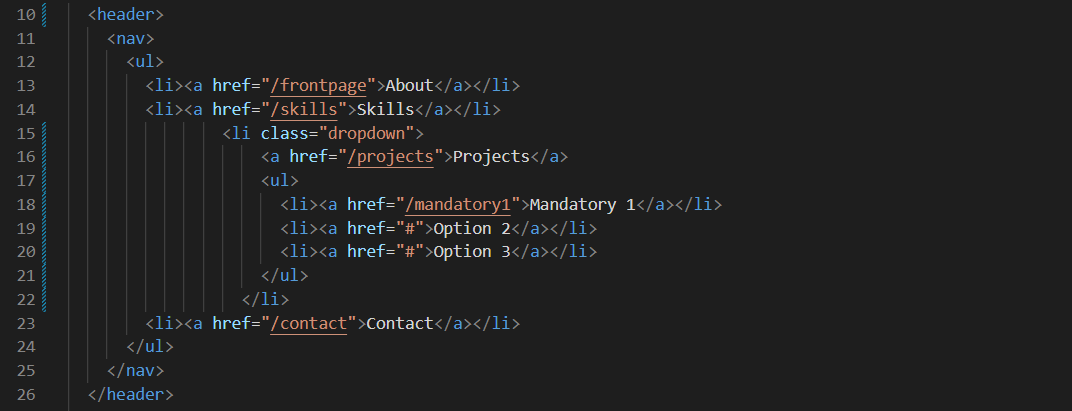 10 <header>
11 <nav>
12 <ul>
13 <li><a href="/frontpage">About</a></li>
14 <li><a href="/skills">Skills</a></li>
15 <li class="dropdown">
16 <a href="/projects">Projects</a>
17 <ul>
18 <li><a href="/mandatory1">Mandatory 1</a></li>
19 <li><a href="#">Option 2</a></li>
20 <li><a href="#">Option 3</a></li>
21 </ul>
22 </li>
23 <li><a href="/contact">Contact</a></li>
24 </ul>
25 </nav>
26 </header>